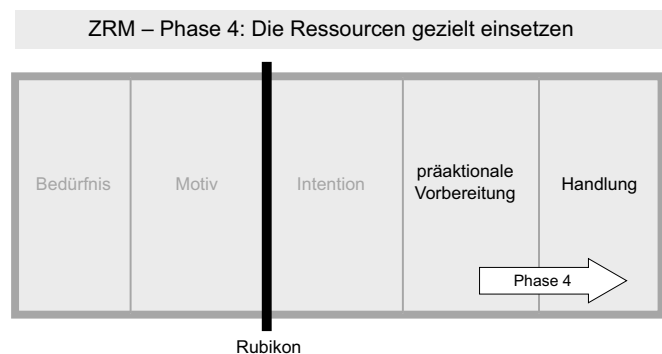 ZRM – Phase 4: Die Ressourcen gezielt einsetzen
Bedürfnis
Motiv
Intention
präaktionale
Vorbereitung
Handlung
Phase 4
Rubikon